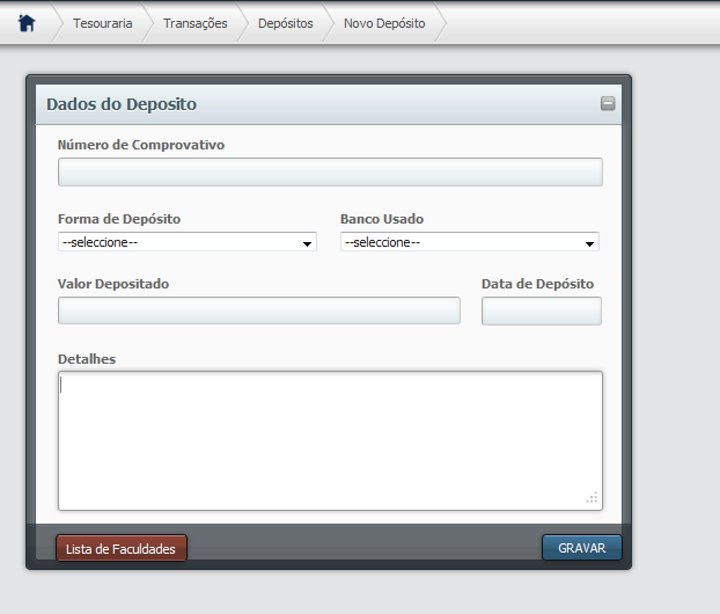 Tesouraria Transações Depósitos Novo Depósito
Dados do Deposito
Número de Comprovativo
Forma de Depósito Banco Usado
--seleccione-- --seleccione--
Valor Depositado Data de Depósito
Detalhes
Lista de Faculdades GRAVAR